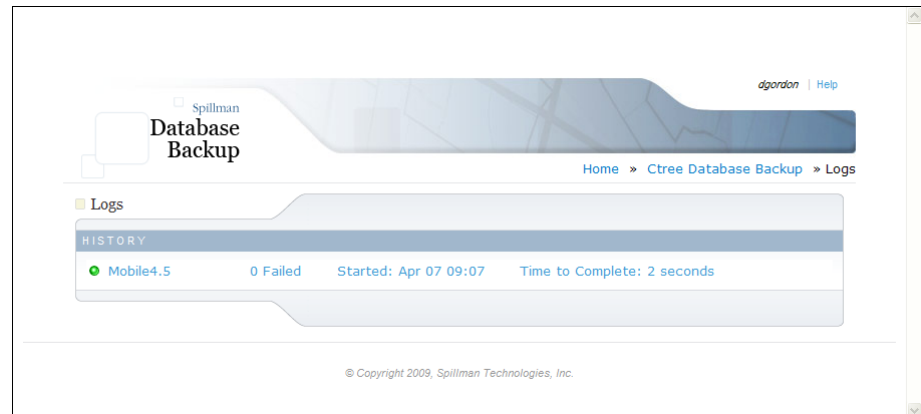 dgordon | Help
Spillman
Database
Backup
Home » Ctree Database Backup » Logs
Logs
HISTORY
Mobile4.5 0 Failed Started: Apr 07 09:07 Time to Complete: 2 seconds
© Copyright 2009, Spillman Technologies, Inc.